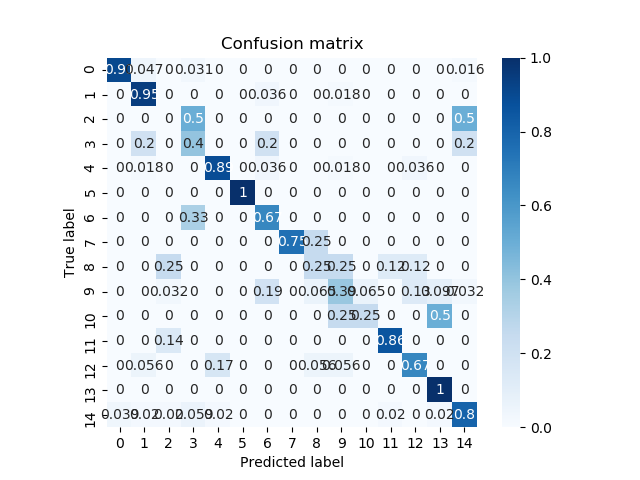 Confusion matrix
True label
0 0.91 0.047 0 0.031 0 0 0 0 0 0 0 0 0 0 0.016
1 0 0.95 0 0 0 0 0.036 0 0 0.018 0 0 0 0 0
2 0 0 0 0.5 0 0 0 0 0 0 0 0 0 0 0.5
3 0 0.2 0 0.4 0 0 0.2 0 0 0 0 0 0 0 0.2
4 0 0.018 0 0 0.89 0 0.036 0 0 0.018 0 0 0.036 0 0
5 0 0 0 0 0 1 0 0 0 0 0 0 0 0 0
6 0 0 0 0.33 0 0 0.67 0 0 0 0 0 0 0 0
7 0 0 0 0 0 0 0 0.75 0.25 0 0 0 0 0 0
8 0 0 0.25 0 0 0 0 0 0.25 0.25 0 0.12 0.12 0 0
9 0 0 0.032 0 0 0 0.19 0 0.065 0.39 0.065 0 0.13 0.097 0.032
10 0 0 0 0 0 0 0 0 0 0.25 0.25 0 0 0.5 0
11 0 0 0.14 0 0 0 0 0 0 0 0 0.86 0 0 0
12 0 0.056 0 0 0.17 0 0 0 0.056 0.056 0 0 0.67 0 0
13 0 0 0 0 0 0 0 0 0 0 0 0 0 1 0
14 0.039 0.02 0.02 0.059 0.02 0 0 0 0 0 0 0.02 0 0.02 0.8
0 1 2 3 4 5 6 7 8 9 10 11 12 13 14
Predicted label
1.0
0.8
0.6
0.4
0.2
0.0